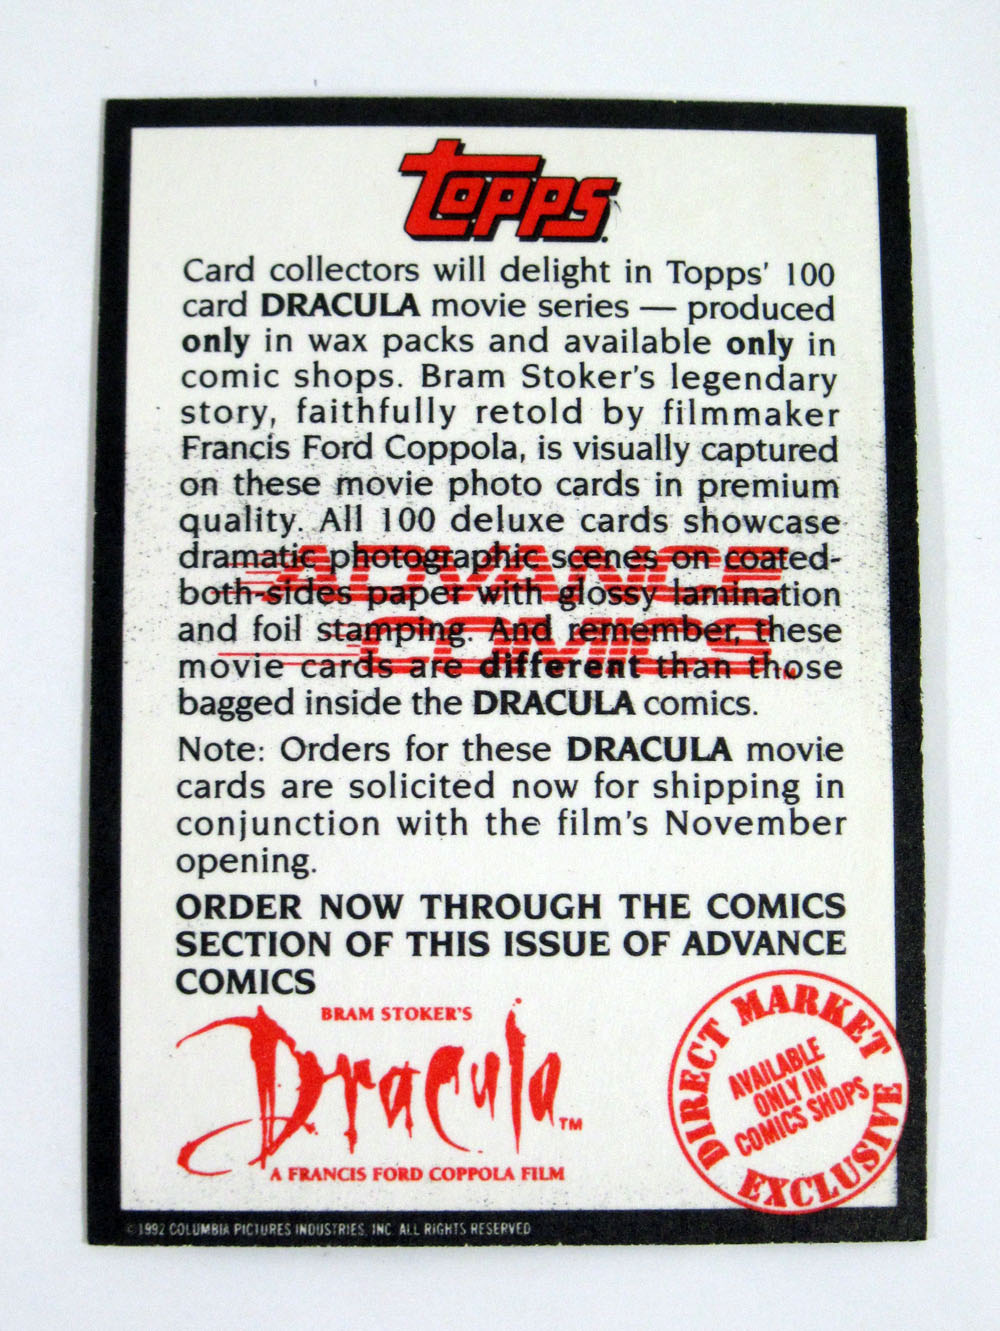 Topps
Card collectors will delight in Topps' 100
card DRACULA movie series — produced
only in wax packs and available only in
comic shops. Bram Stoker's legendary
story, faithfully retold by filmmaker
Francis Ford Coppola, is visually captured
on these movie photo cards in premium
quality. All 100 deluxe cards showcase
dramatic photographic scenes on coated-
both-sides paper with glossy lamination
and foil stamping. And remember, these
movie cards are different than those
bagged inside the DRACULA comics.
ADVANCE
COMICS
Note: Orders for these DRACULA movie
cards are solicited now for shipping in
conjunction with the film's November
opening.
ORDER NOW THROUGH THE COMICS
SECTION OF THIS ISSUE OF ADVANCE
COMICS
BRAM STOKER'S
Dracula™
A FRANCIS FORD COPPOLA FILM
DIRECT MARKET
AVAILABLE
ONLY IN
COMICS SHOPS
EXCLUSIVE
©1992 COLUMBIA PICTURES INDUSTRIES, INC. ALL RIGHTS RESERVED